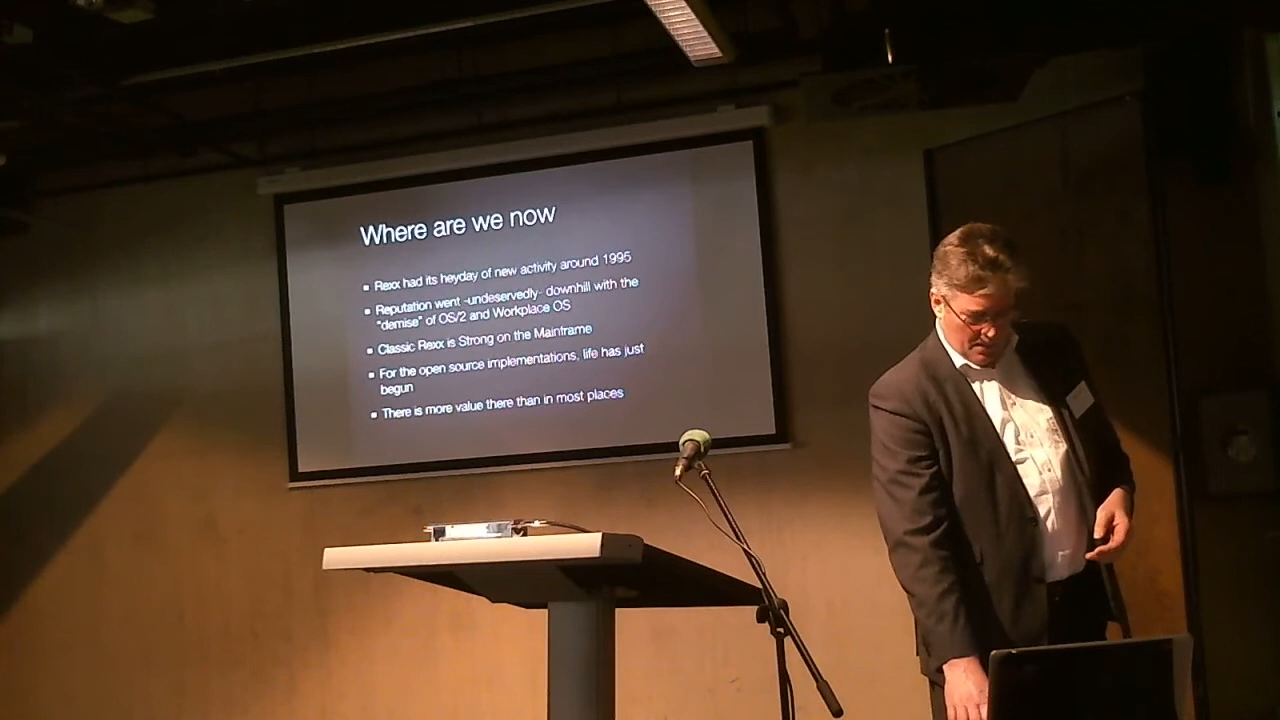 Where are we now
Rexx had its heyday of new activity around 1995
Reputation went -undeservedly- downhill with the
"demise" of OS/2 and Workplace OS
Classic Rexx is Strong on the Mainframe
For the open source implementations, life has just
begun
There is more value there than in most places